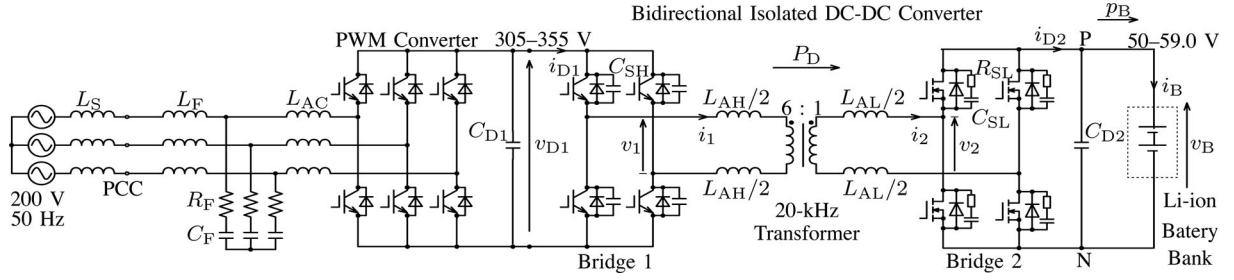 Bidirectional Isolated DC-DC Converter
p_B
PWM Converter
305–355 V
i_D1
C_SH
P_D
i_D2
P
50–59.0 V
R_SL
L_S
L_F
L_AC
L_AH/2
6 : 1
L_AL/2
C_SL
i_B
C_D1
v_D1
v_1
i_1
i_2
v_2
C_D2
v_B
PCC
L_AH/2
L_AL/2
200 V
50 Hz
R_F
C_F
20-kHz
Transformer
Li-ion
Batery
Bank
Bridge 1
Bridge 2
N